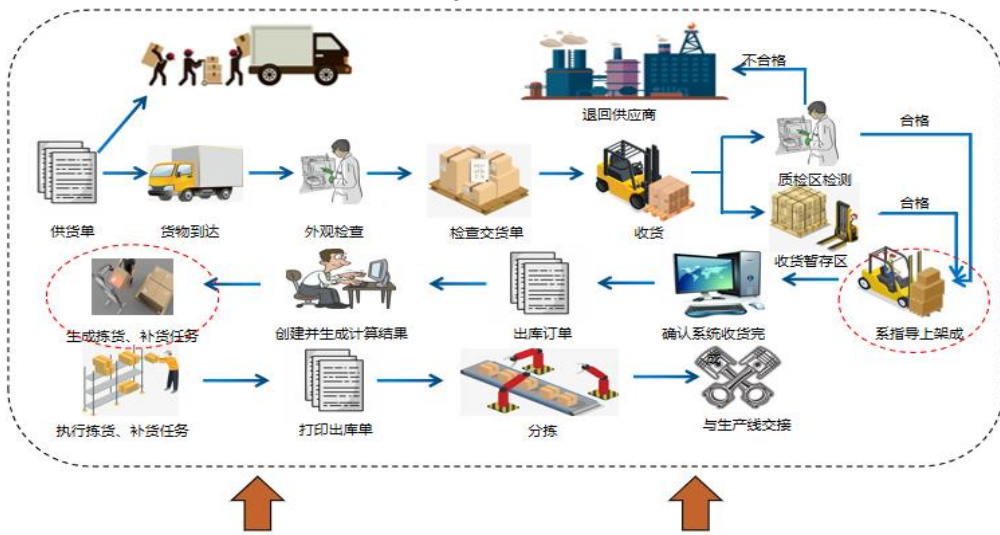 不合格
退回供应商
合格
质检区检测
合格
供货单
货物到达
外观检查
检查交货单
收货
收货暂存区
生成拣货、补货任务
创建并生成计算结果
出库订单
确认系统收货完
系指导上架成
成
执行拣货、补货任务
打印出库单
分拣
与生产线交接